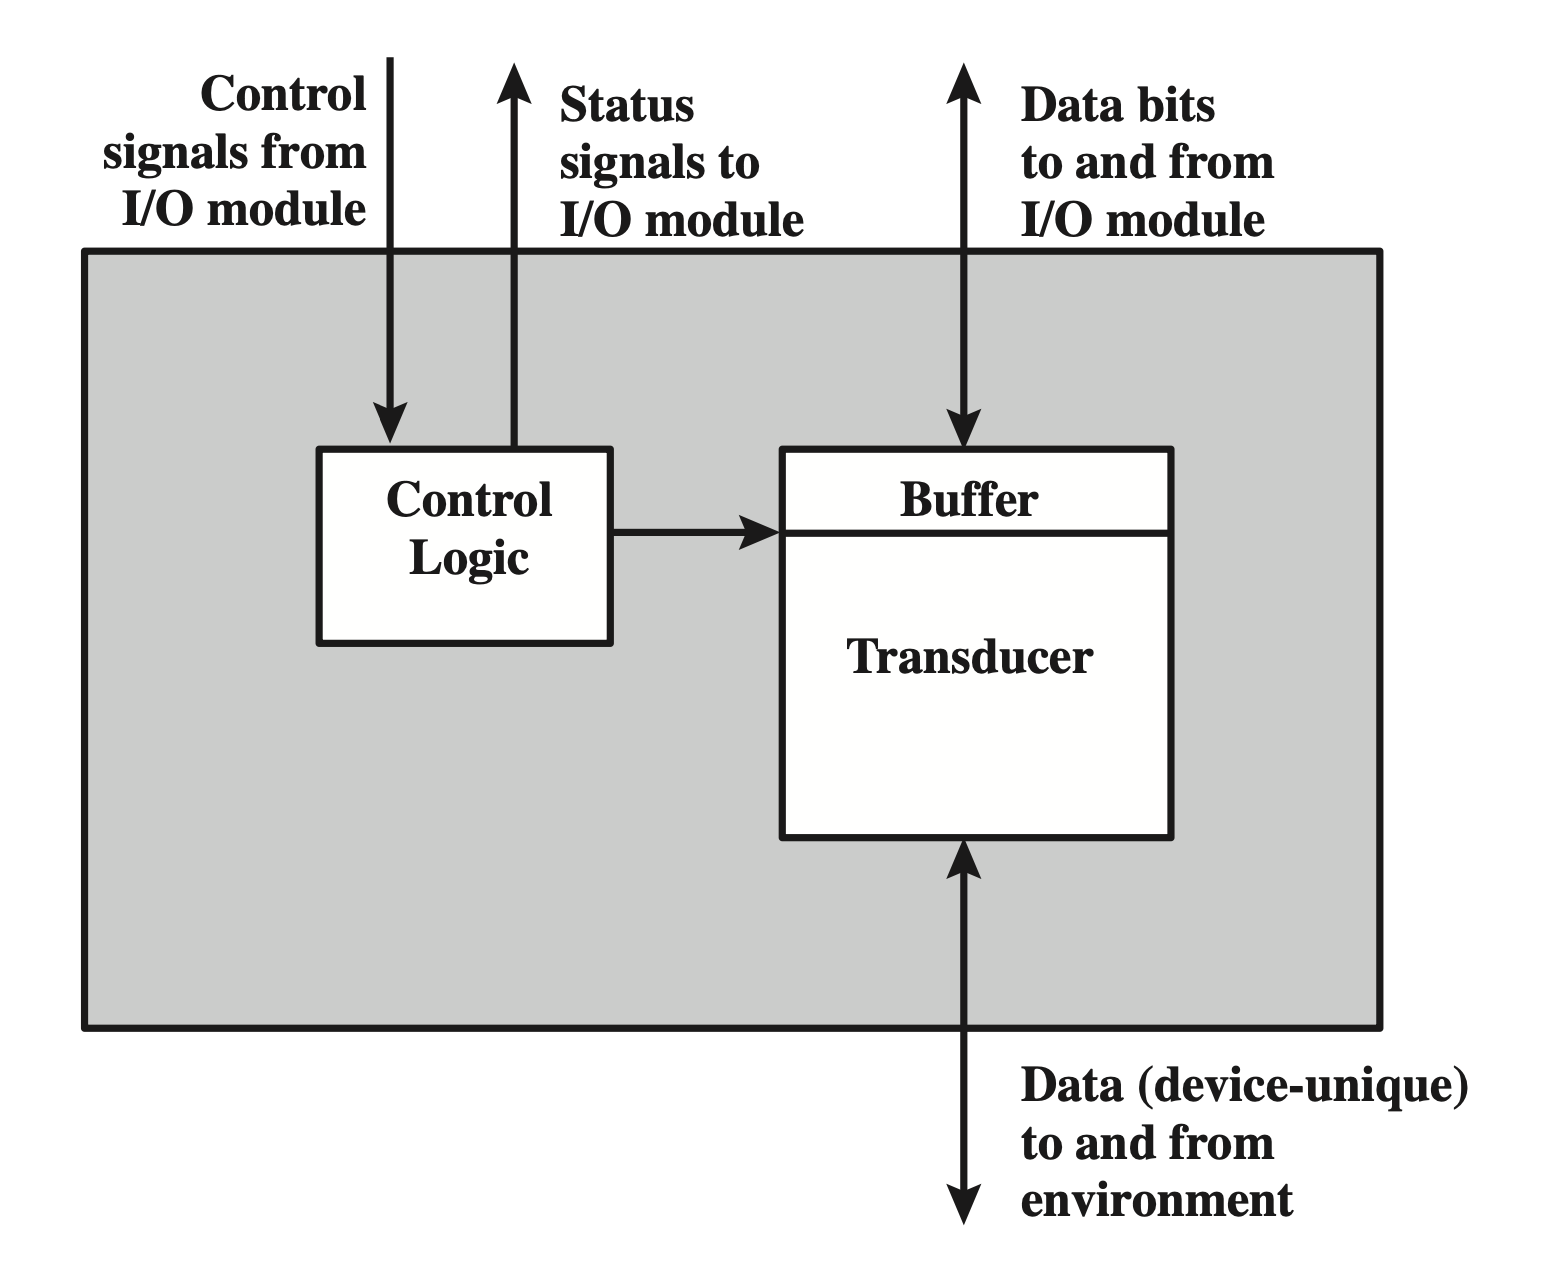 Control
signals from
I/O module
Status
signals to
I/O module
Data bits
to and from
I/O module
Control
Logic
Buffer
Transducer
Data (device-unique)
to and from
environment